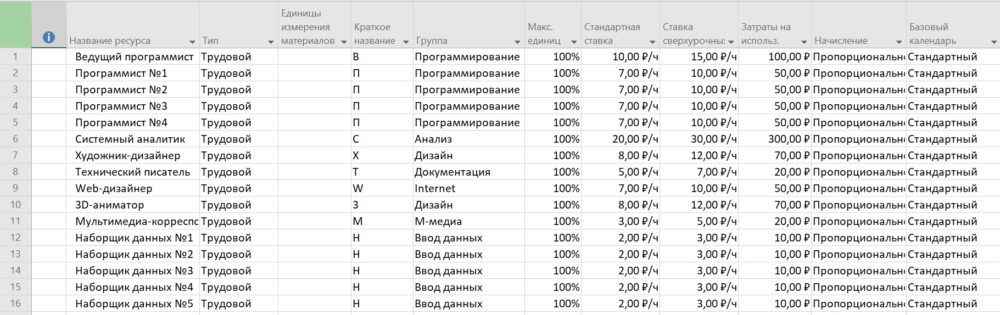 Название ресурса Тип Единицы измерения материалов Краткое название Группа Макс. единиц Стандартная ставка Ставка сверхурочны Затраты на использ. Начисление Базовый календарь
1 Ведущий программист Трудовой В Программирование 100% 10,00 ₽/ч 15,00 ₽/ч 100,00 ₽ Пропорциональн Стандартный
2 Программист №1 Трудовой П Программирование 100% 7,00 ₽/ч 10,00 ₽/ч 50,00 ₽ Пропорциональн Стандартный
3 Программист №2 Трудовой П Программирование 100% 7,00 ₽/ч 10,00 ₽/ч 50,00 ₽ Пропорциональн Стандартный
4 Программист №3 Трудовой П Программирование 100% 7,00 ₽/ч 10,00 ₽/ч 50,00 ₽ Пропорциональн Стандартный
5 Программист №4 Трудовой П Программирование 100% 7,00 ₽/ч 10,00 ₽/ч 50,00 ₽ Пропорциональн Стандартный
6 Системный аналитик Трудовой С Анализ 100% 20,00 ₽/ч 30,00 ₽/ч 300,00 ₽ Пропорциональн Стандартный
7 Художник-дизайнер Трудовой Х Дизайн 100% 8,00 ₽/ч 12,00 ₽/ч 70,00 ₽ Пропорциональн Стандартный
8 Технический писатель Трудовой Т Документация 100% 5,00 ₽/ч 7,00 ₽/ч 20,00 ₽ Пропорциональн Стандартный
9 Web-дизайнер Трудовой W Internet 100% 7,00 ₽/ч 10,00 ₽/ч 50,00 ₽ Пропорциональн Стандартный
10 3D-аниматор Трудовой 3 Дизайн 100% 8,00 ₽/ч 12,00 ₽/ч 70,00 ₽ Пропорциональн Стандартный
11 Мультимедиа-корреспо Трудовой М М-медиа 100% 3,00 ₽/ч 5,00 ₽/ч 20,00 ₽ Пропорциональн Стандартный
12 Наборщик данных №1 Трудовой Н Ввод данных 100% 2,00 ₽/ч 3,00 ₽/ч 10,00 ₽ Пропорциональн Стандартный
13 Наборщик данных №2 Трудовой Н Ввод данных 100% 2,00 ₽/ч 3,00 ₽/ч 10,00 ₽ Пропорциональн Стандартный
14 Наборщик данных №3 Трудовой Н Ввод данных 100% 2,00 ₽/ч 3,00 ₽/ч 10,00 ₽ Пропорциональн Стандартный
15 Наборщик данных №4 Трудовой Н Ввод данных 100% 2,00 ₽/ч 3,00 ₽/ч 10,00 ₽ Пропорциональн Стандартный
16 Наборщик данных №5 Трудовой Н Ввод данных 100% 2,00 ₽/ч 3,00 ₽/ч 10,00 ₽ Пропорциональн Стандартный